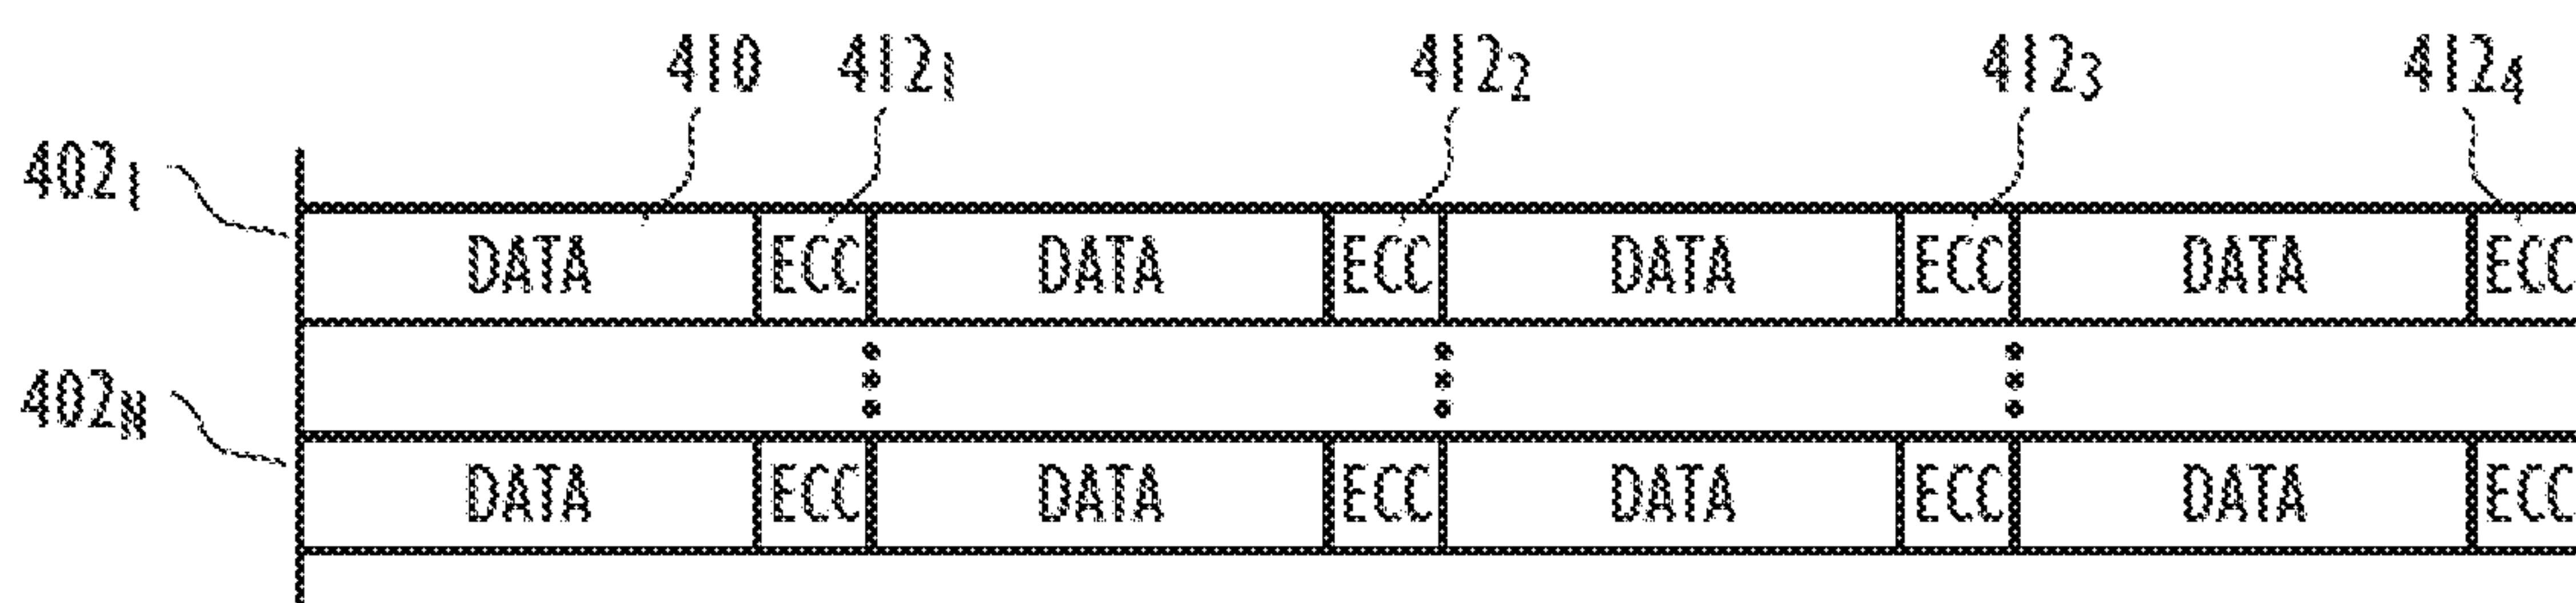 410 412₁ 412₂ 412₃ 412₄
402₁
DATA ECC DATA ECC DATA ECC DATA ECC
402N
DATA ECC DATA ECC DATA ECC DATA ECC